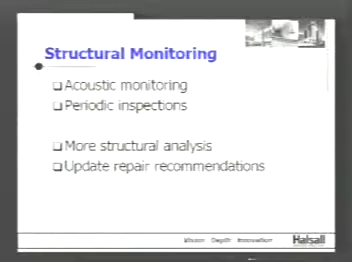 Structural Monitoring
Acoustic monitoring
Periodic inspections
More structural analysis
Update repair recommendations
Vision Depth Innovation
Halsall